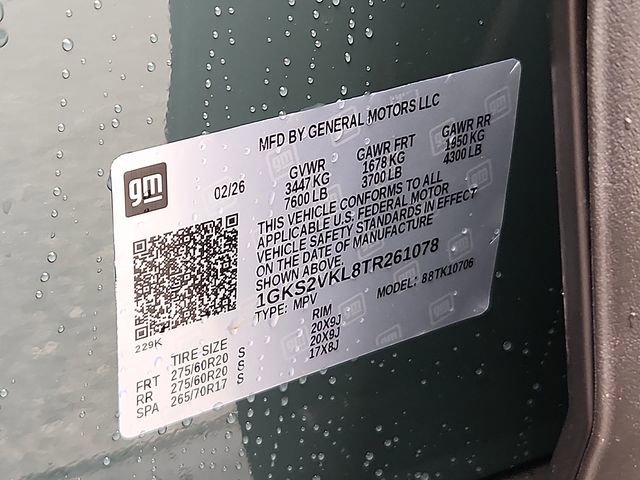 MFD BY GENERAL MOTORS LLC
gm
02/26
GVWR GAWR FRT GAWR RR
3447 KG 1678 KG 1950 KG
7600 LB 3700 LB 4300 LB
THIS VEHICLE CONFORMS TO ALL
APPLICABLE U.S. FEDERAL MOTOR
VEHICLE SAFETY STANDARDS IN EFFECT
ON THE DATE OF MANUFACTURE
SHOWN ABOVE.
1GKS2VKL8TR261078
TYPE: MPV MODEL: 88TK10706
229K
TIRE SIZE RIM
FRT 275/60R20 S 20X9J
RR 275/60R20 S 20X9J
SPA 265/70R17 S 17X8J